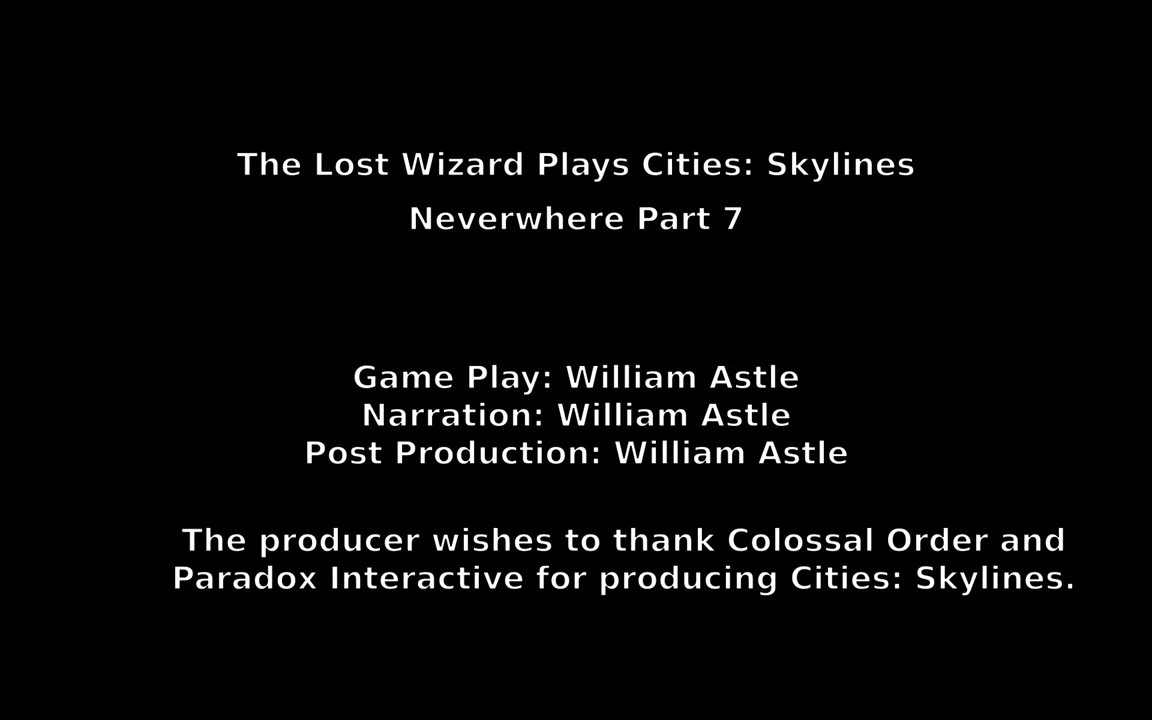 The Lost Wizard Plays Cities: Skylines
Neverwhere Part 7
Game Play: William Astle
Narration: William Astle
Post Production: William Astle
The producer wishes to thank Colossal Order and
Paradox Interactive for producing Cities: Skylines.